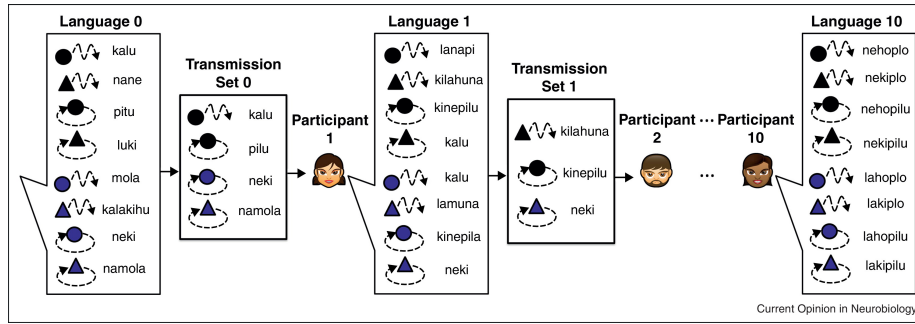 Language 0
kalu
nane
pitu
luki
mola
kalakihu
neki
namola
Transmission
Set 0
kalu
pilu
neki
namola
Participant
1
Language 1
lanapi
kilahuna
kinepilu
kalu
kalu
lamuna
kinepila
neki
Transmission
Set 1
kilahuna
kinepilu
neki
Participant ··· Participant
2 10
...
Language 10
nehoplo
nekiplo
nehopilu
nekipilu
lahoplo
lakiplo
lahopilu
lakipilu
Current Opinion in Neurobiology